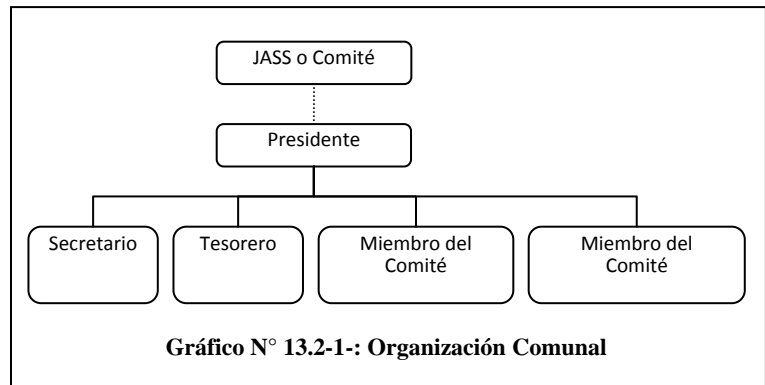 JASS o Comité
Presidente
Secretario
Tesorero
Miembro del
Comité
Miembro del
Comité
Gráfico N° 13.2-1-: Organización Comunal